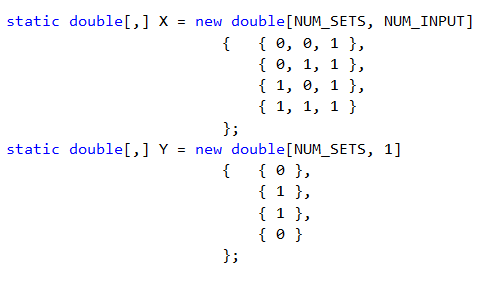 static double[,] X = new double[NUM_SETS, NUM_INPUT]
{ { 0, 0, 1 },
{ 0, 1, 1 },
{ 1, 0, 1 },
{ 1, 1, 1 }
};
static double[,] Y = new double[NUM_SETS, 1]
{ { 0 },
{ 1 },
{ 1 },
{ 0 }
};